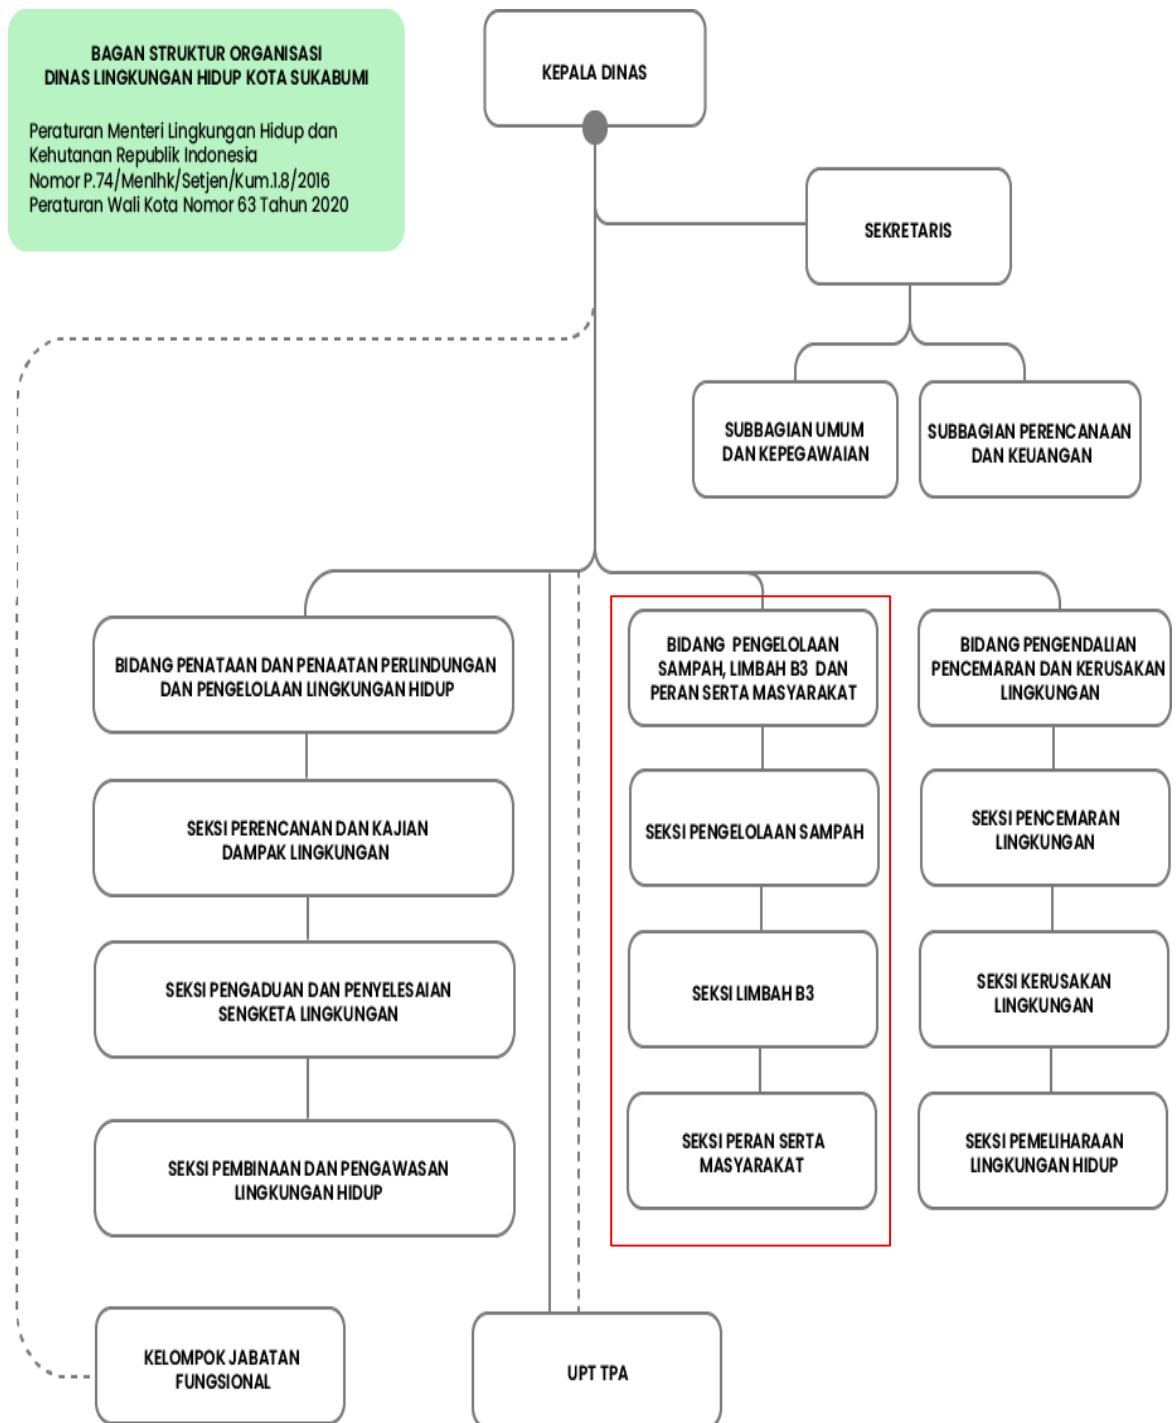 BAGAN STRUKTUR ORGANISASI
DINAS LINGKUNGAN HIDUP KOTA SUKABUMI
Peraturan Menteri Lingkungan Hidup dan
Kehutanan Republik Indonesia
Nomor P.74/Menlhk/Setjen/Kum.1.8/2016
Peraturan Wali Kota Nomor 63 Tahun 2020
KEPALA DINAS
SEKRETARIS
SUBBAGIAN UMUM
DAN KEPEGAWAIAN
SUBBAGIAN PERENCANAAN
DAN KEUANGAN
BIDANG PENATAAN DAN PENAATAN PERLINDUNGAN
DAN PENGELOLAAN LINGKUNGAN HIDUP
SEKSI PERENCANAN DAN KAJIAN
DAMPAK LINGKUNGAN
SEKSI PENGADUAN DAN PENYELESAIAN
SENGKETA LINGKUNGAN
SEKSI PEMBINAAN DAN PENGAWASAN
LINGKUNGAN HIDUP
BIDANG PENGELOLAAN
SAMPAH, LIMBAH B3 DAN
PERAN SERTA MASYARAKAT
SEKSI PENGELOLAAN SAMPAH
SEKSI LIMBAH B3
SEKSI PERAN SERTA
MASYARAKAT
BIDANG PENGENDALIAN
PENCEMARAN DAN KERUSAKAN
LINGKUNGAN
SEKSI PENCEMARAN
LINGKUNGAN
SEKSI KERUSAKAN
LINGKUNGAN
SEKSI PEMELIHARAAN
LINGKUNGAN HIDUP
KELOMPOK JABATAN
FUNGSIONAL
UPT TPA